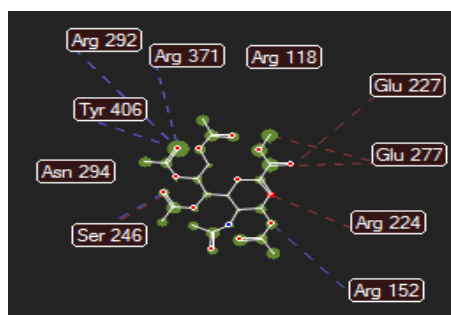 Arg 292
Arg 371
Arg 118
Glu 227
Tyr 406
Glu 277
Asn 294
Arg 224
Ser 246
Arg 152